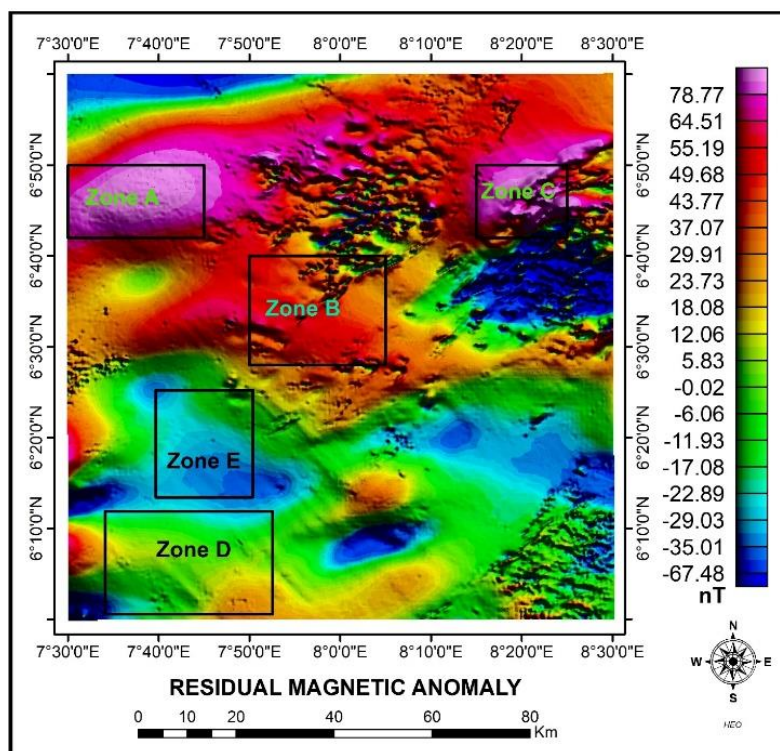 7°30'0"E 7°40'0"E 7°50'0"E 8°0'0"E 8°10'0"E 8°20'0"E 8°30'0"E
6°50'0"N
6°40'0"N
6°30'0"N
6°20'0"N
6°10'0"N
Zone A
Zone C
Zone B
Zone E
Zone D
6°50'0"N
6°40'0"N
6°30'0"N
6°20'0"N
6°10'0"N
7°30'0"E 7°40'0"E 7°50'0"E 8°0'0"E 8°10'0"E 8°20'0"E 8°30'0"E
78.77
64.51
55.19
49.68
43.77
37.07
29.91
23.73
18.08
12.06
5.83
-0.02
-6.06
-11.93
-17.08
-22.89
-29.03
-35.01
-67.48
nT
N
W E
S
HEO
RESIDUAL MAGNETIC ANOMALY
0 5 10 20 40 60 80
Km